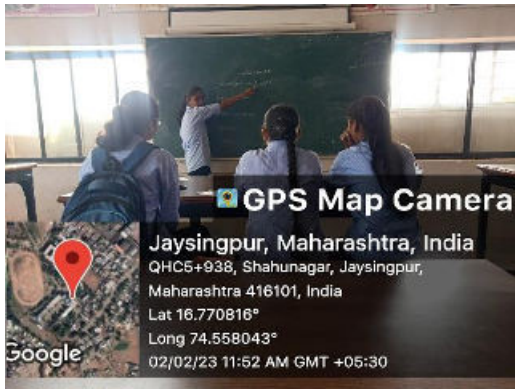 GPS Map Camera
Jaysingpur, Maharashtra, India
QHC5+938, Shahunagar, Jaysingpur,
Maharashtra 416101, India
Lat 16.770816°
Long 74.558043°
02/02/23 11:52 AM GMT +05:30
Google